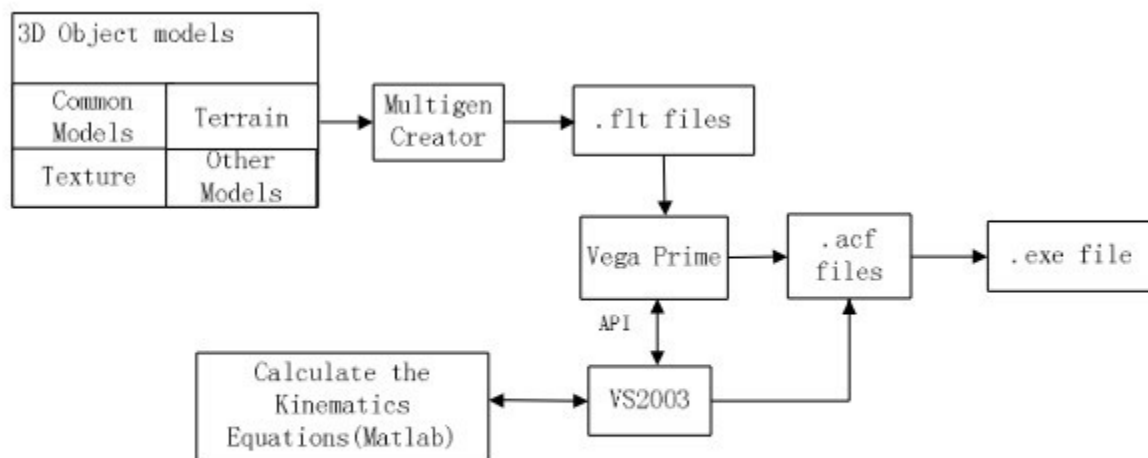 3D Object models
Common
Models
Terrain
Texture
Other
Models
Multigen
Creator
.flt files
Vega Prime
.acf
files
.exe file
API
Calculate the
Kinematics
Equations(Matlab)
VS2003